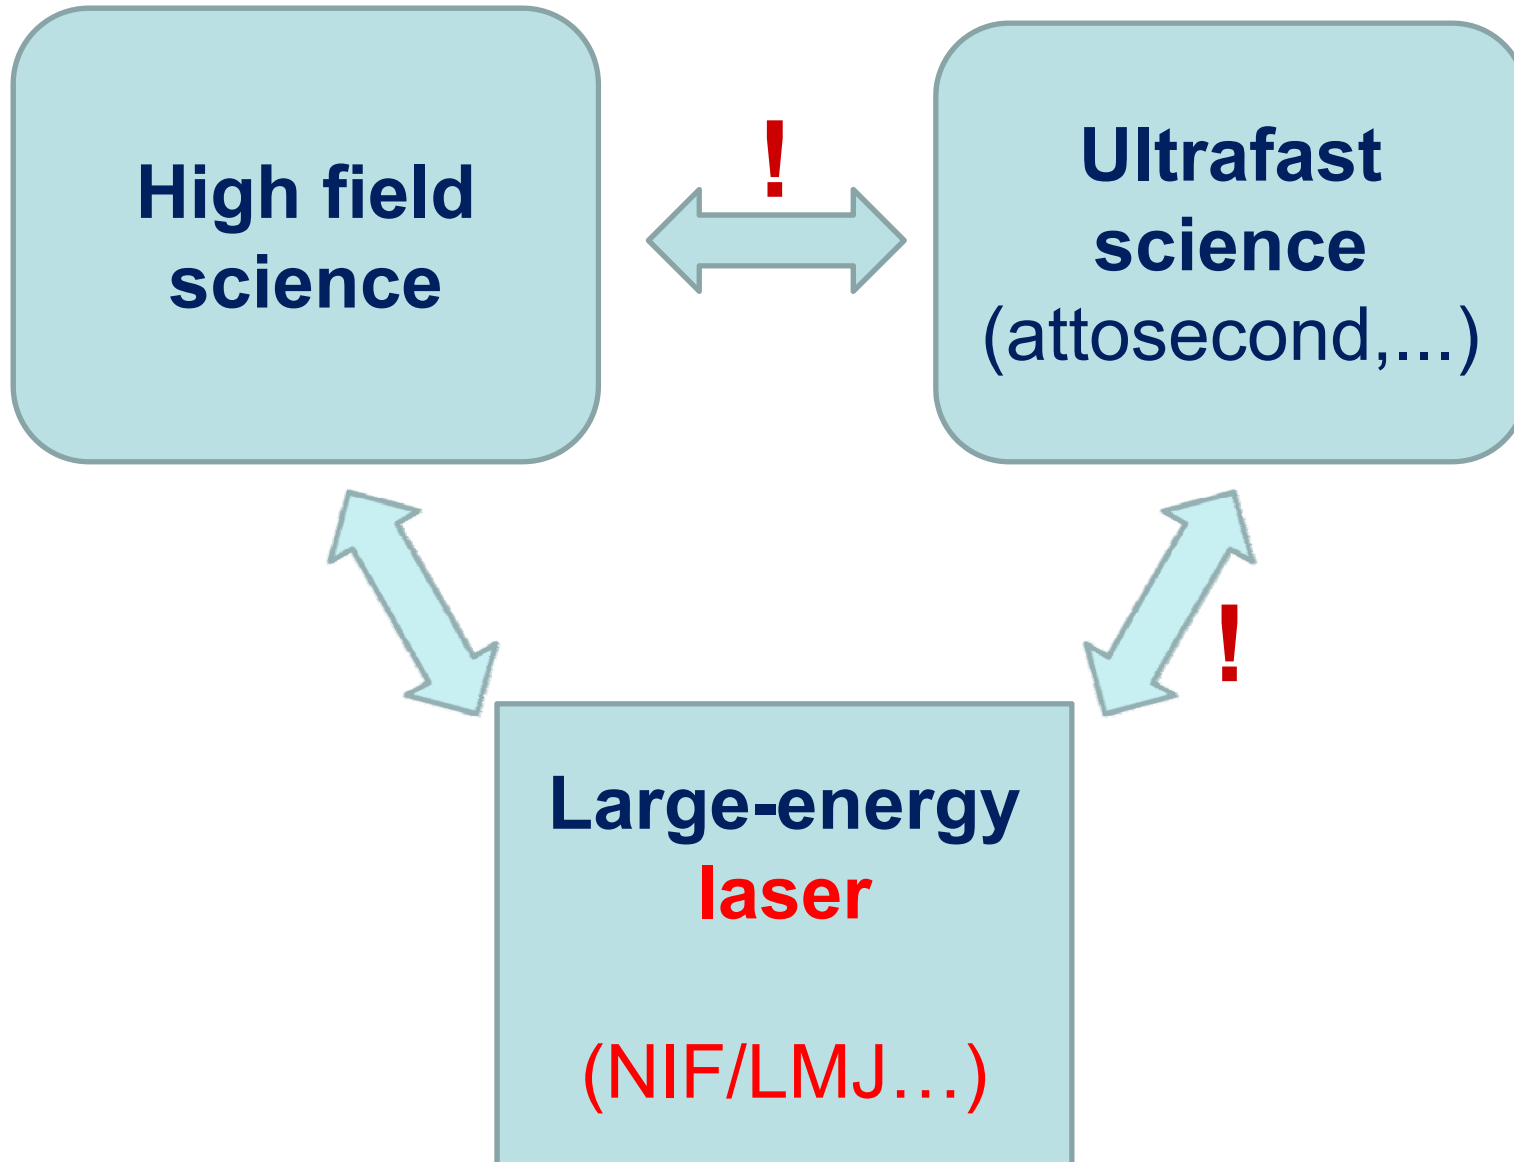 High field
science
!
Ultrafast
science
(attosecond,...)
!
Large-energy
laser
(NIF/LMJ…)